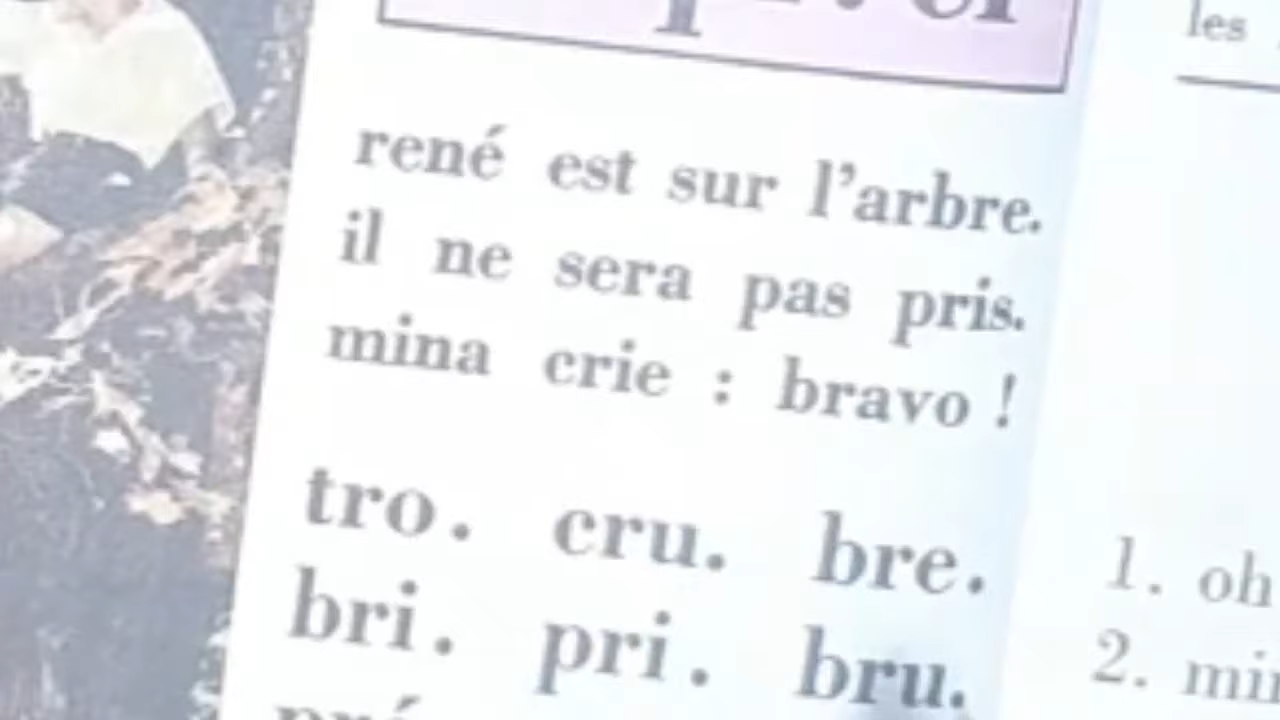 rené est sur l'arbre.
il ne sera pas pris.
mina crie : bravo !
tro. cru. bre.
bri. pri. bru.
les
1. oh
2.